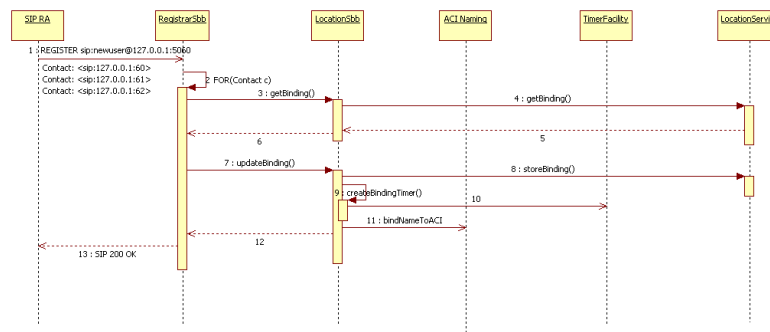 SIP RA
RegistrarSbb
LocationSbb
ACI Naming
TimerFacility
LocationServi
1 : REGISTER sip:newuser@127.0.0.1:5060
Contact: <sip:127.0.0.1:60>
Contact: <sip:127.0.0.1:61>
Contact: <sip:127.0.0.1:62>
2 FOR(Contact c)
3 : getBinding()
4 : getBinding()
5
6
7 : updateBinding()
8 : storeBinding()
9 : createBindingTimer()
10
11 : bindNameToACI
12
13 : SIP 200 OK